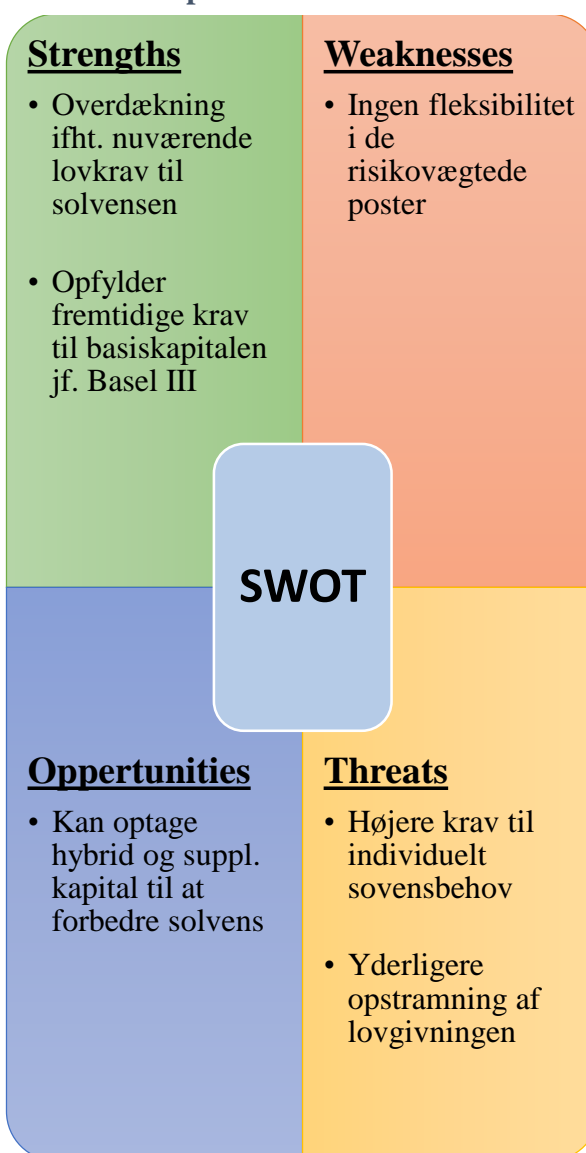 Strengths
• Overdækning
ifht. nuværende
lovkrav til
solvensen
• Opfylder
fremtidige krav
til basiskapitalen
jf. Basel III
Weaknesses
• Ingen fleksibilitet
i de
risikovægtede
poster
SWOT
Oppertunities
• Kan optage
hybrid og suppl.
kapital til at
forbedre solvens
Threats
• Højere krav til
individuelt
sovensbehov
• Yderligere
opstramning af
lovgivningen